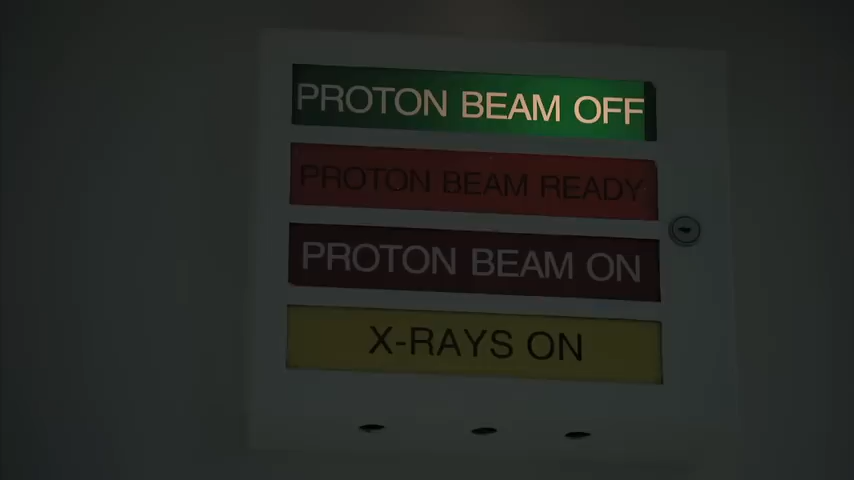 PROTON BEAM OFF
PROTON BEAM READY
PROTON BEAM ON
X-RAYS ON